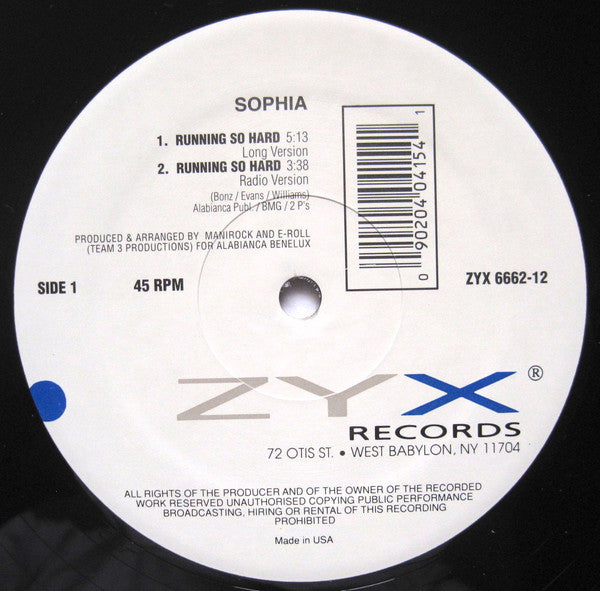 SOPHIA
1. RUNNING SO HARD 5:13
Long Version
2. RUNNING SO HARD 3:38
Radio Version
(Bonz / Evans / Williams)
Alabianca Publ. / BMG / 2 P's
PRODUCED & ARRANGED BY MANIROCK AND E-ROLL
(TEAM 3 PRODUCTIONS) FOR ALABIANCA BENELUX
0 90204 04154 1
SIDE 1 45 RPM ZYX 6662-12
ZYX ®
RECORDS
72 OTIS ST. • WEST BABYLON, NY 11704
ALL RIGHTS OF THE PRODUCER AND OF THE OWNER OF THE RECORDED
WORK RESERVED UNAUTHORISED COPYING PUBLIC PERFORMANCE
BROADCASTING, HIRING OR RENTAL OF THIS RECORDING
PROHIBITED
Made in USA